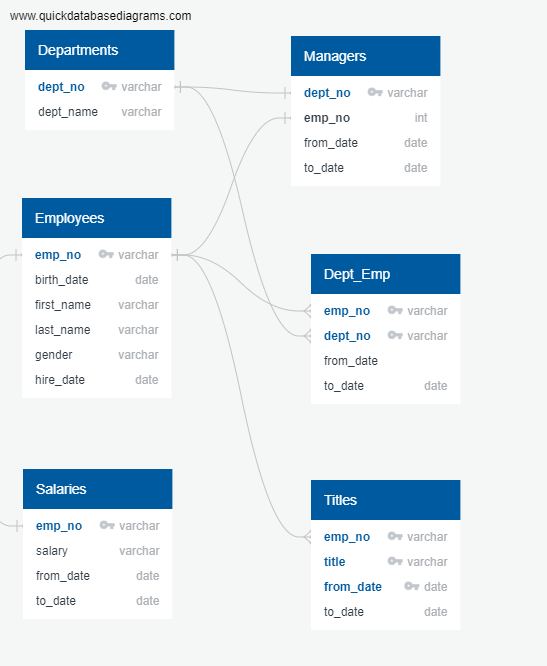 www.quickdatabasediagrams.com
Departments
dept_no varchar
dept_name varchar
Managers
dept_no varchar
emp_no int
from_date date
to_date date
Employees
emp_no varchar
birth_date date
first_name varchar
last_name varchar
gender varchar
hire_date date
Dept_Emp
emp_no varchar
dept_no varchar
from_date
to_date date
Salaries
emp_no varchar
salary varchar
from_date date
to_date date
Titles
emp_no varchar
title varchar
from_date date
to_date date